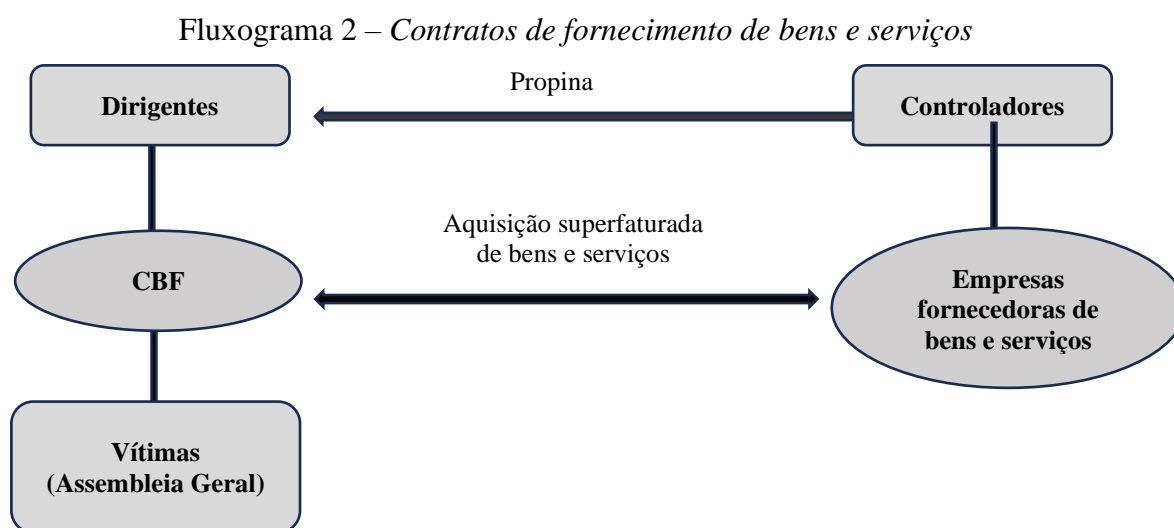 Fluxograma 2 – Contratos de fornecimento de bens e serviços
Dirigentes
Propina
Controladores
Aquisição superfaturada
de bens e serviços
CBF
Empresas
fornecedoras de
bens e serviços
Vítimas
(Assembleia Geral)